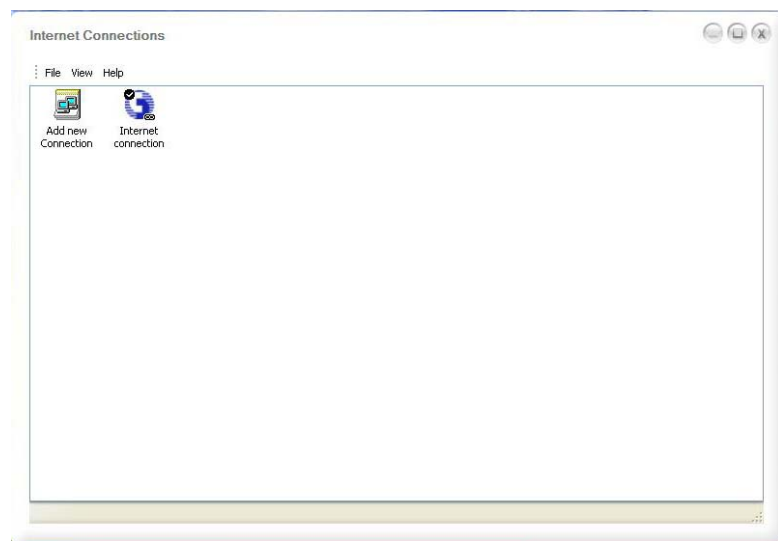 Internet Connections
File View Help
Add new
Connection
Internet
connection